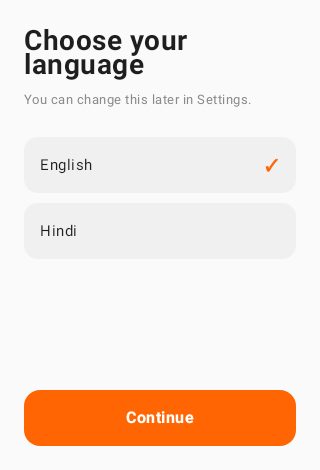 Choose your
language
You can change this later in Settings.
English ✓
Hindi
Continue